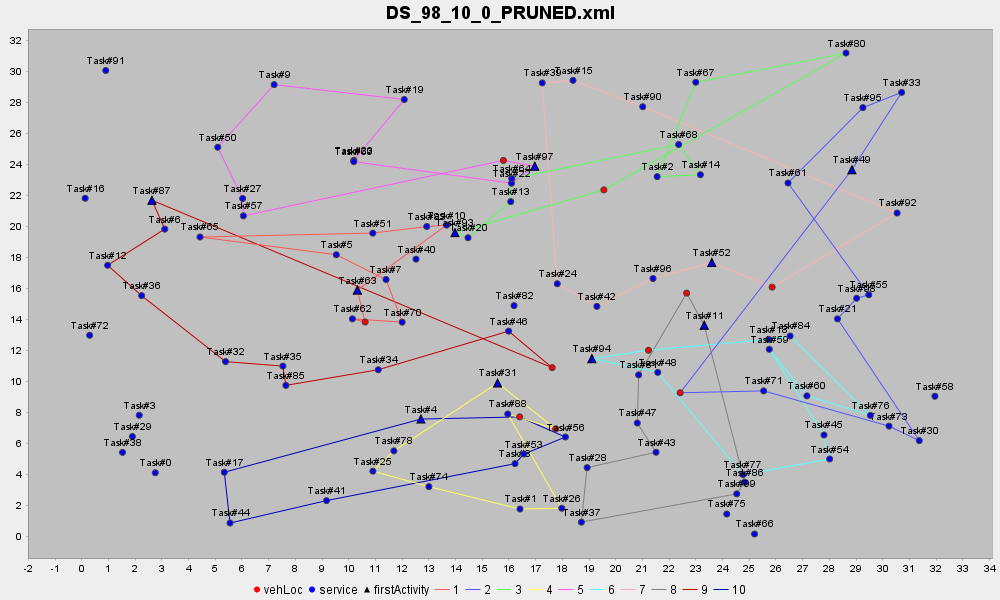 DS_98_10_0_PRUNED.xml
32
30
28
26
24
22
20
18
16
14
12
10
8
6
4
2
0
Task#91
Task#9
Task#19
Task#39
Task#15
Task#90
Task#67
Task#80
Task#95
Task#33
Task#50
Task#68
Task#97
Task#2
Task#14
Task#49
Task#61
Task#16
Task#87
Task#27
Task#57
Task#22
Task#13
Task#92
Task#6
Task#65
Task#51
Task#10
Task#93
Task#20
Task#5
Task#40
Task#12
Task#7
Task#63
Task#24
Task#96
Task#52
Task#36
Task#42
Task#55
Task#82
Task#21
Task#62
Task#70
Task#11
Task#72
Task#46
Task#84
Task#59
Task#94
Task#32
Task#35
Task#34
Task#48
Task#85
Task#31
Task#71
Task#60
Task#58
Task#3
Task#4
Task#88
Task#47
Task#76
Task#73
Task#30
Task#29
Task#56
Task#45
Task#38
Task#78
Task#53
Task#43
Task#0
Task#17
Task#25
Task#28
Task#54
Task#77
Task#86
Task#74
Task#41
Task#99
Task#44
Task#1
Task#26
Task#37
Task#75
Task#66
-2 -1 0 1 2 3 4 5 6 7 8 9 10 11 12 13 14 15 16 17 18 19 20 21 22 23 24 25 26 27 28 29 30 31 32 33 34
vehLoc service firstActivity 1 2 3 4 5 6 7 8 9 10